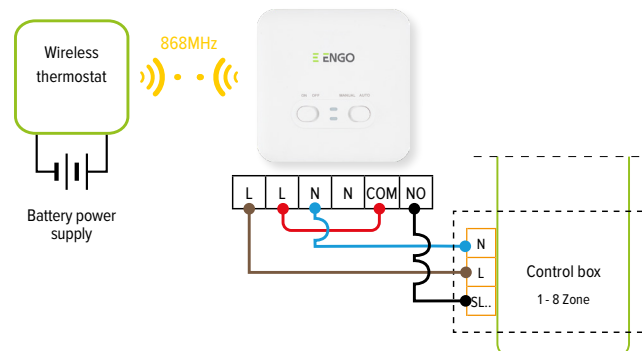 Wireless
thermostat
868MHz
ENGO
ON OFF MANUAL AUTO
L L N N COM NO
Battery power
supply
N
L
SL..
Control box
1 - 8 Zone